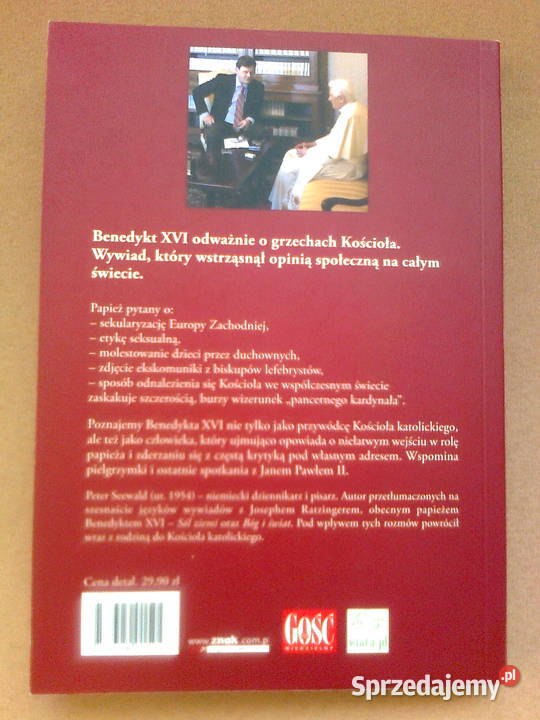 Benedykt XVI odważnie o grzechach Kościoła.
Wywiad, który wstrząsnął opinią społeczną na całym
świecie.
Papież pytany o:
– sekularyzację Europy Zachodniej,
– etykę seksualną,
– molestowanie dzieci przez duchownych,
– zdjęcie ekskomuniki z biskupów lefebrystów,
– sposób odnalezienia się Kościoła we współczesnym świecie
zaskakuje szczerością, burzy wizerunek „pancernego kardynała”.
Poznajemy Benedykta XVI nie tylko jako przywódcę Kościoła katolickiego,
ale też jako człowieka, który ujmująco opowiada o niełatwym wejściu w rolę
papieża i zderzaniu się z częstą krytyką pod własnym adresem. Wspomina
pielgrzymki i ostatnie spotkania z Janem Pawłem II.
Peter Seewald (ur. 1954) – niemiecki dziennikarz i pisarz. Autor przetłumaczonych na
szesnaście języków wywiadów z Josephem Ratzingerem, obecnym papieżem
Benedyktem XVI – Sól ziemi oraz Bóg i świat. Pod wpływem tych rozmów powrócił
wraz z rodziną do Kościoła katolickiego.
Cena detal. 29,90 zł
www.znak.com.pl
GOŚĆ
NIEDZIELNY
wiara.pl
Sprzedajemy.pl